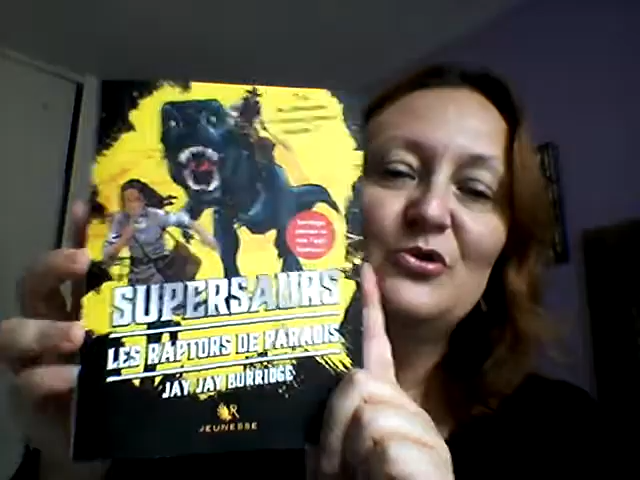 SUPERSAURS
LES RAPTORS DE PARADIS
JAY JAY BURRIDGE
R
JEUNESSE